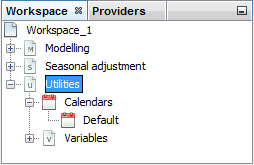 Workspace Providers
Workspace_1
M Modelling
S Seasonal adjustment
U Utilities
Calendars
Default
V Variables